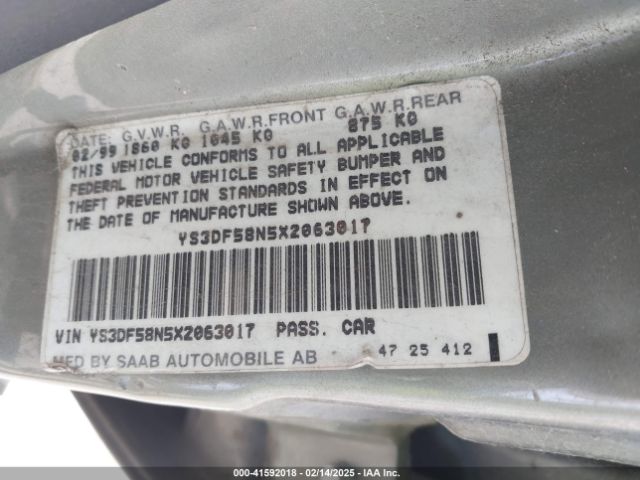 DATE: G.V.W.R. G.A.W.R.FRONT G.A.W.R.REAR
02/99 1860 KG 1045 KG 875 KG
THIS VEHICLE CONFORMS TO ALL APPLICABLE
FEDERAL MOTOR VEHICLE SAFETY BUMPER AND
THEFT PREVENTION STANDARDS IN EFFECT ON
THE DATE OF MANUFACTURE SHOWN ABOVE.
YS3DF58N5X2063017
VIN YS3DF58N5X2063017 PASS. CAR
MFD BY SAAB AUTOMOBILE AB 47 25 412
000-41592018 - 02/14/2025 - IAA Inc.